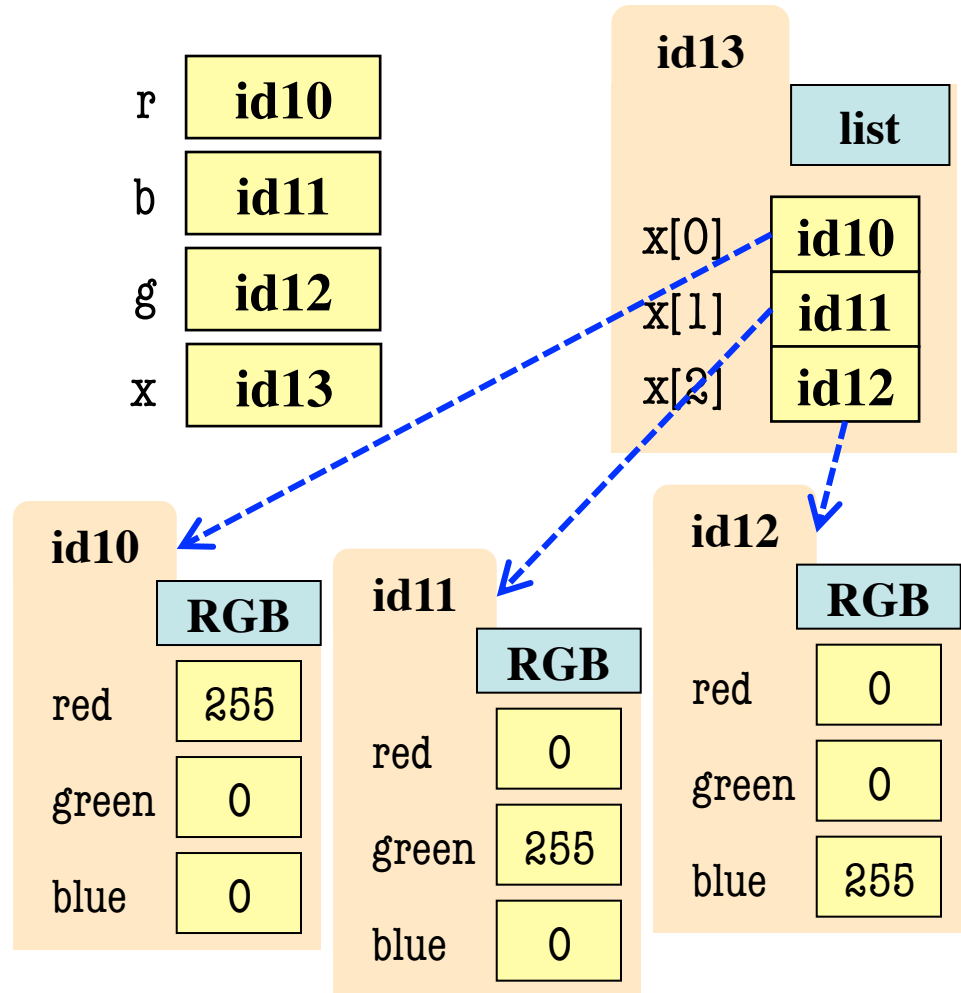 r id10
b id11
g id12
x id13
id13
list
x[0] id10
x[1] id11
x[2] id12
id10
RGB
red 255
green 0
blue 0
id11
RGB
red 0
green 255
blue 0
id12
RGB
red 0
green 0
blue 255